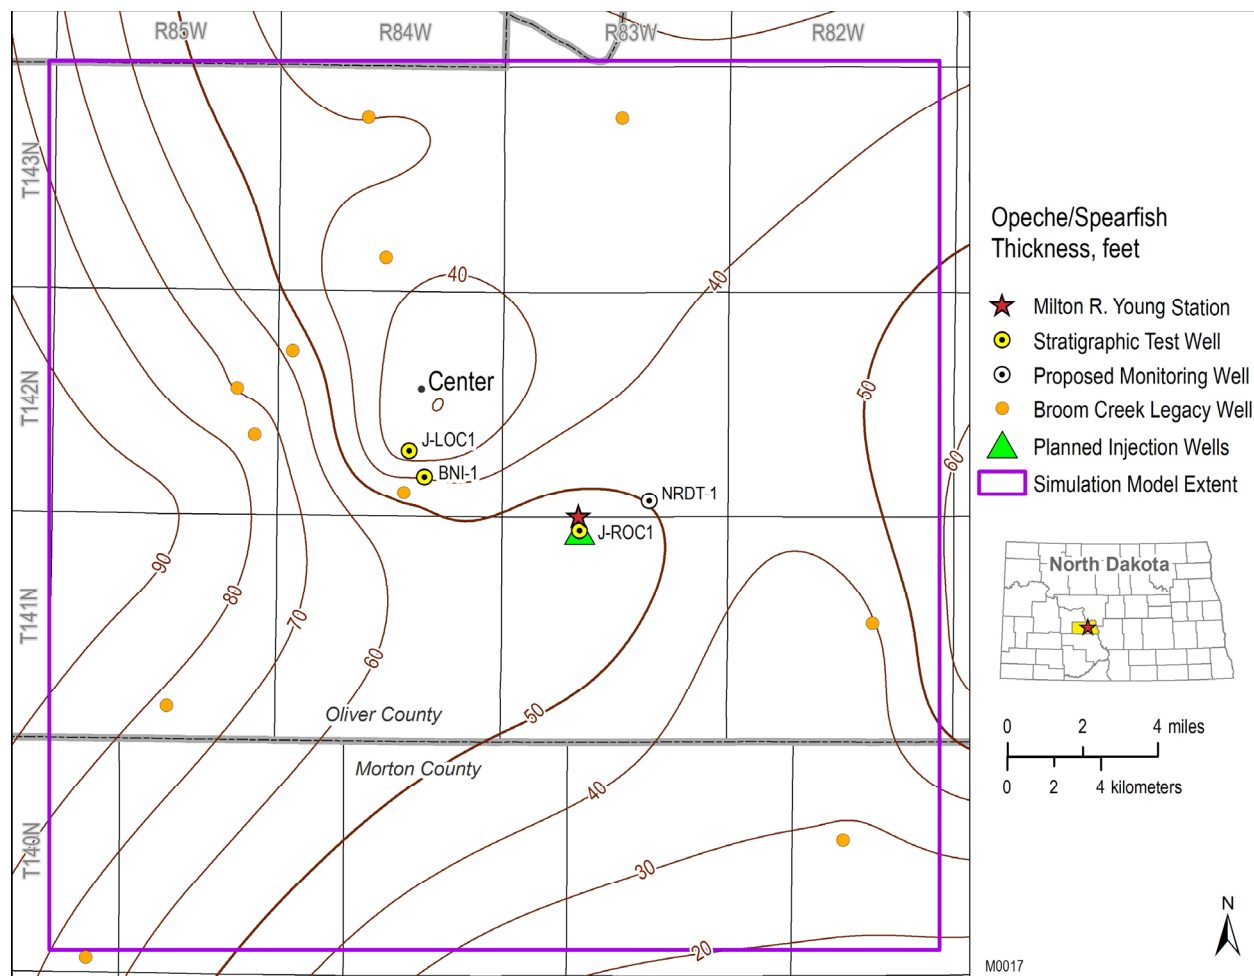 R85W
R84W
R83W
R82W
T143N
T142N
T141N
T140N
40
40
50
60
Center
J-LOC1
BNI-1
NRDT-1
J-ROC1
90
80
70
60
50
40
30
20
Oliver County
Morton County
Opeche/Spearfish
Thickness, feet
Milton R. Young Station
Stratigraphic Test Well
Proposed Monitoring Well
Broom Creek Legacy Well
Planned Injection Wells
Simulation Model Extent
North Dakota
0 2 4 miles
0 2 4 kilometers
N
M0017